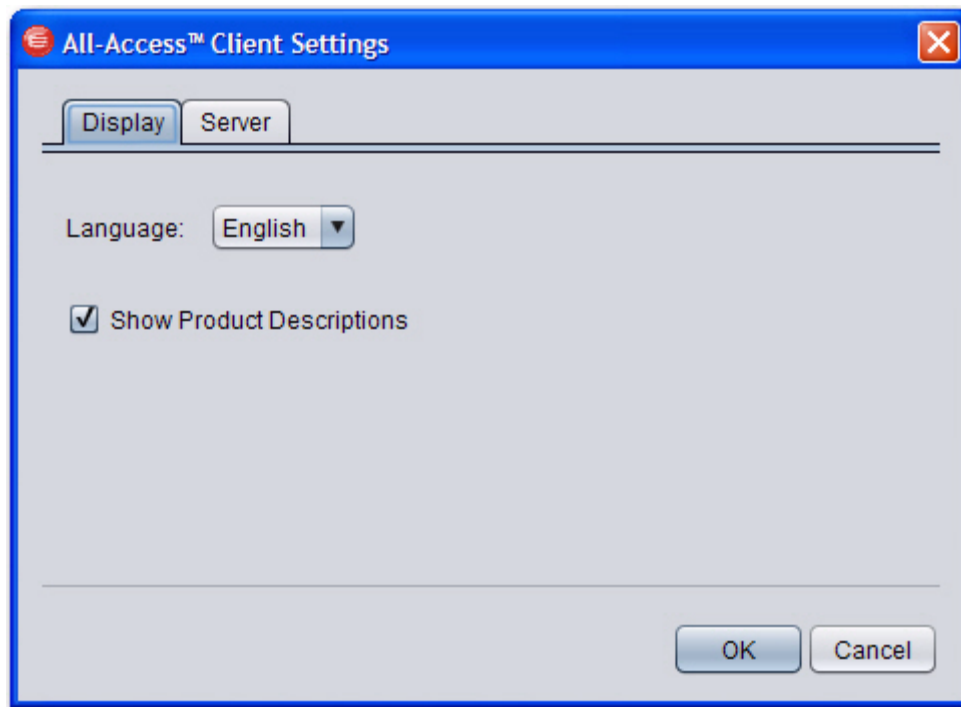 All-Access™ Client Settings
Display Server
Language: English
Show Product Descriptions
OK Cancel